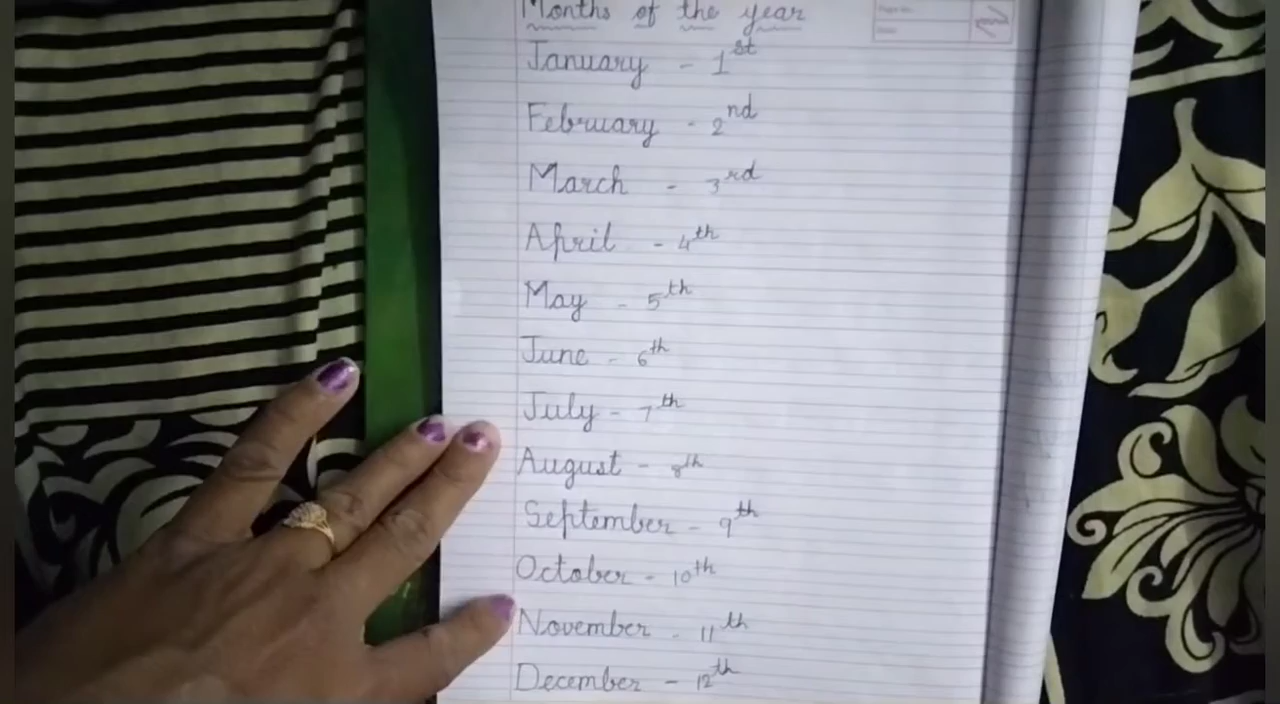 Months of the year
January - 1st
February - 2nd
March - 3rd
April - 4th
May - 5th
June - 6th
July - 7th
August - 8th
September - 9th
October - 10th
November - 11th
December - 12th